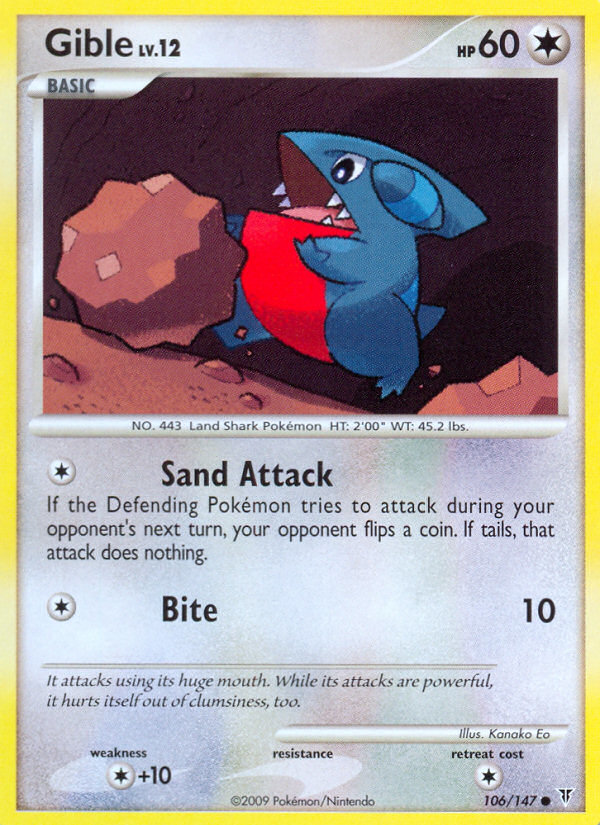 Gible LV.12
HP 60
BASIC
NO. 443 Land Shark Pokémon HT: 2'00" WT: 45.2 lbs.
Sand Attack
If the Defending Pokémon tries to attack during your
opponent's next turn, your opponent flips a coin. If tails, that
attack does nothing.
Bite 10
It attacks using its huge mouth. While its attacks are powerful,
it hurts itself out of clumsiness, too.
Illus. Kanako Eo
weakness resistance retreat cost
+10
©2009 Pokémon/Nintendo 106/147